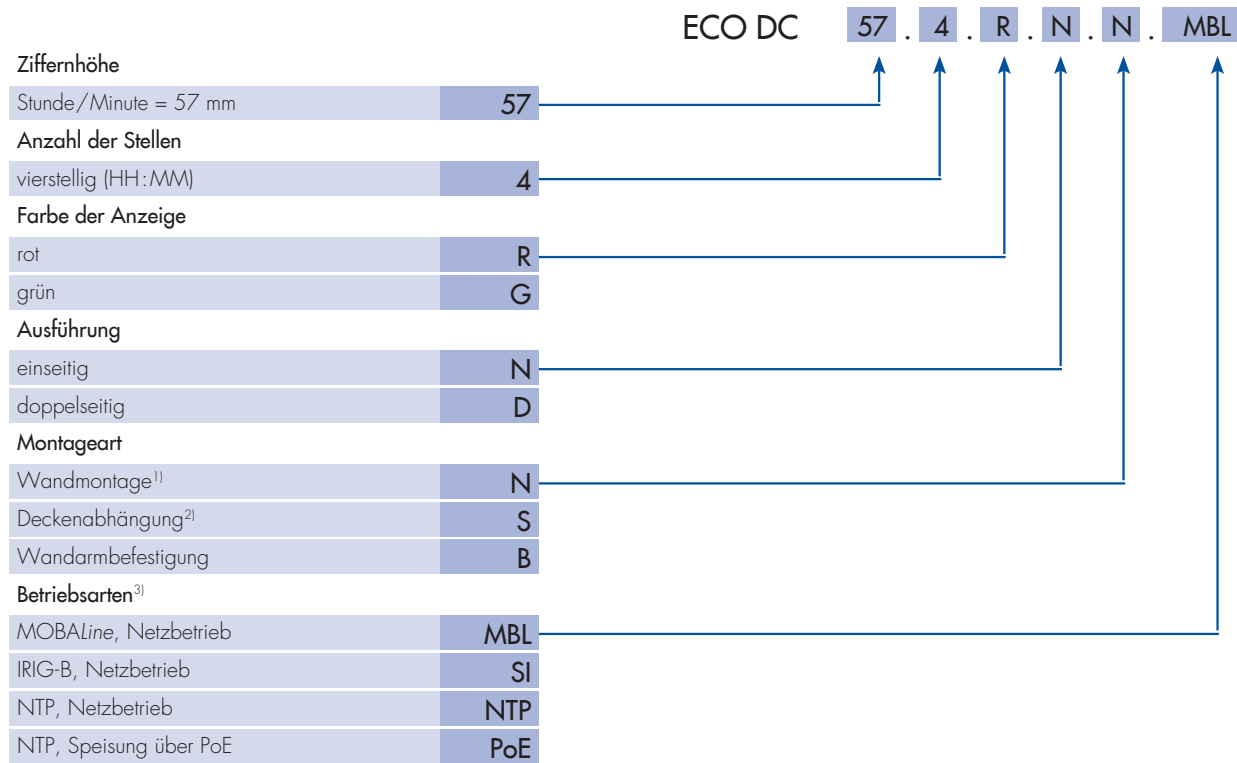 ECO DC 57 . 4 . R . N . N . MBL
Ziffernhöhe
Stunde/Minute = 57 mm 57
Anzahl der Stellen
vierstellig (HH:MM) 4
Farbe der Anzeige
rot R
grün G
Ausführung
einseitig N
doppelseitig D
Montageart
Wandmontage1) N
Deckenabhängung2) S
Wandarmbefestigung B
Betriebsarten3)
MOBALine, Netzbetrieb MBL
IRIG-B, Netzbetrieb SI
NTP, Netzbetrieb NTP
NTP, Speisung über PoE PoE